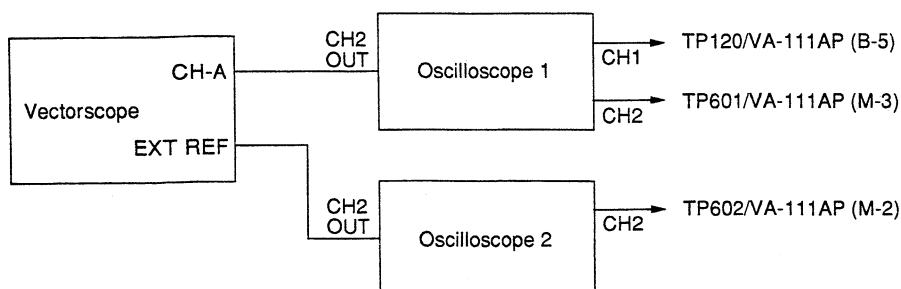 Vectorscope
CH-A
EXT REF
CH2
OUT
Oscilloscope 1
CH1
TP120/VA-111AP (B-5)
CH2
TP601/VA-111AP (M-3)
CH2
OUT
Oscilloscope 2
CH2
TP602/VA-111AP (M-2)